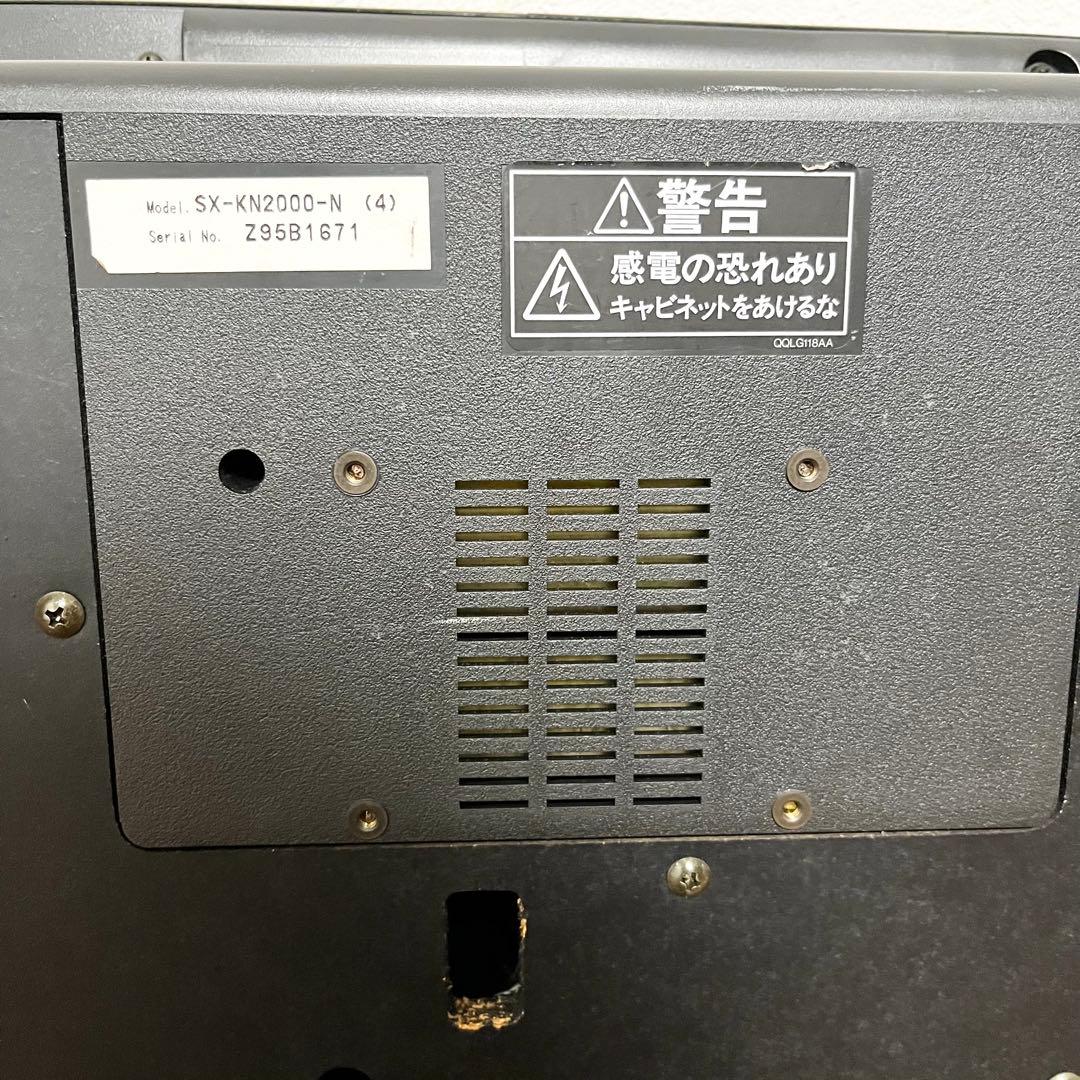 Model. SX-KN2000-N (4)
Serial No. Z95B1671
警告
感電の恐れあり
キャビネットをあけるな
QQLG118AA